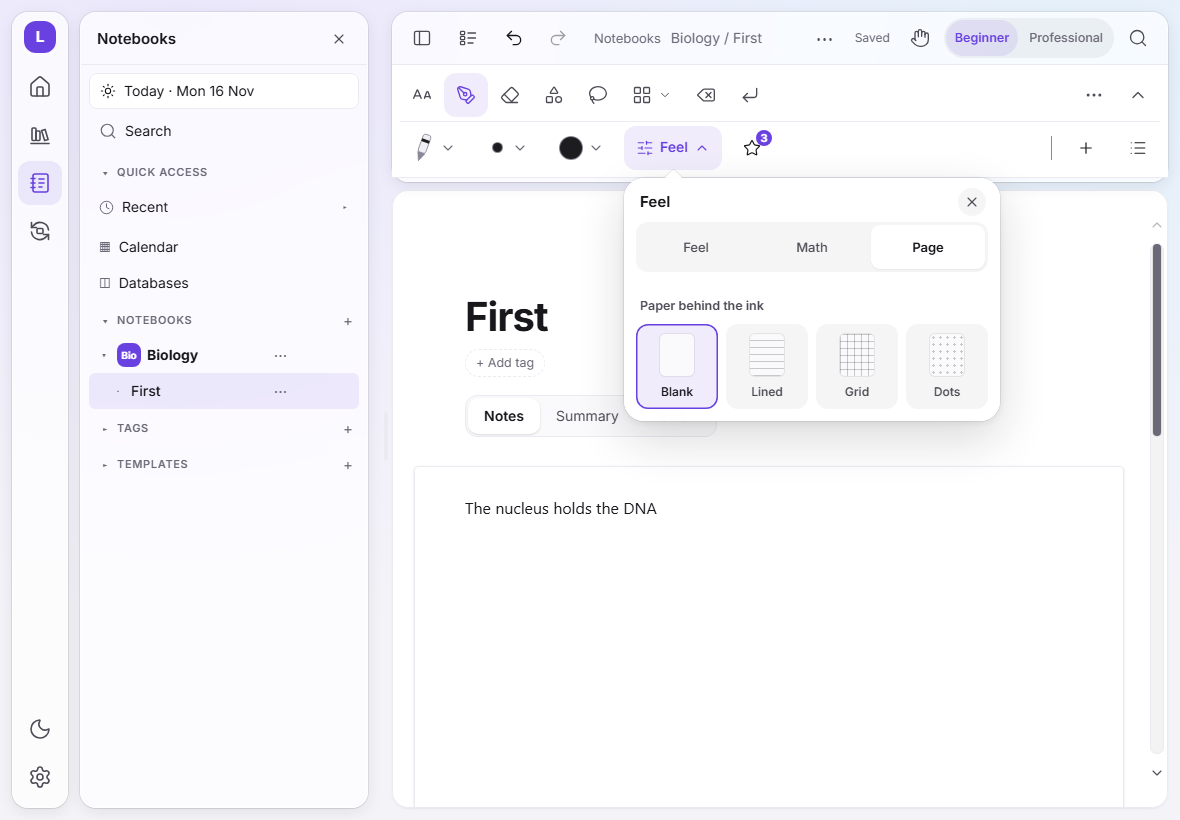 L
Notebooks
Today · Mon 16 Nov
Search
QUICK ACCESS
Recent
Calendar
Databases
NOTEBOOKS
Bio Biology
First
TAGS
TEMPLATES
Notebooks Biology / First
Saved
Beginner Professional
AA
Feel
3
Feel
Feel Math Page
Paper behind the ink
Blank Lined Grid Dots
First
+ Add tag
Notes Summary
The nucleus holds the DNA